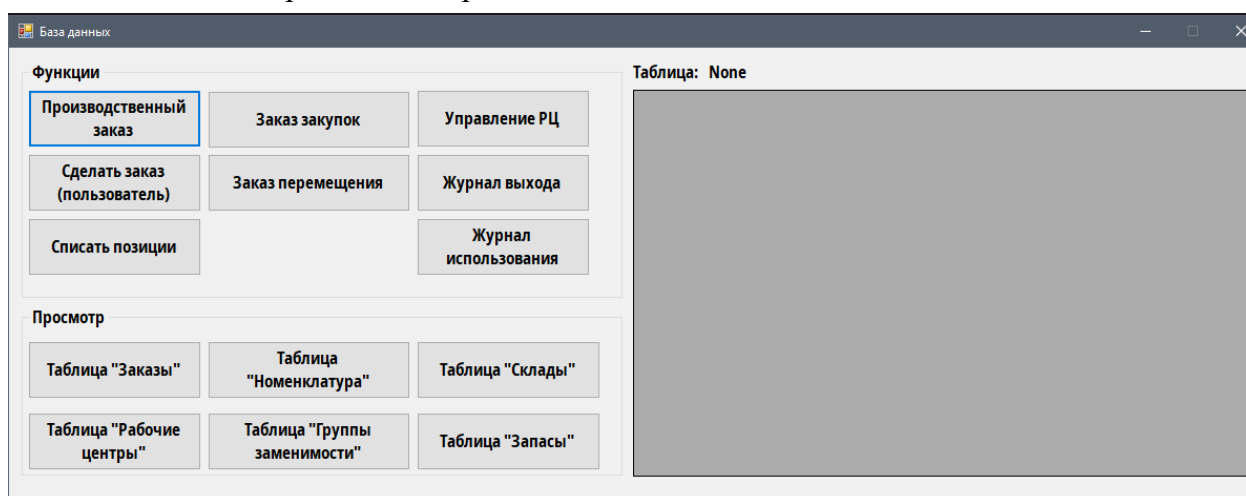 База данных
Функции
Таблица: None
Производственный
заказ
Заказ закупок
Управление РЦ
Сделать заказ
(пользователь)
Заказ перемещения
Журнал выхода
Списать позиции
Журнал
использования
Просмотр
Таблица "Заказы"
Таблица
"Номенклатура"
Таблица "Склады"
Таблица "Рабочие
центры"
Таблица "Группы
заменимости"
Таблица "Запасы"